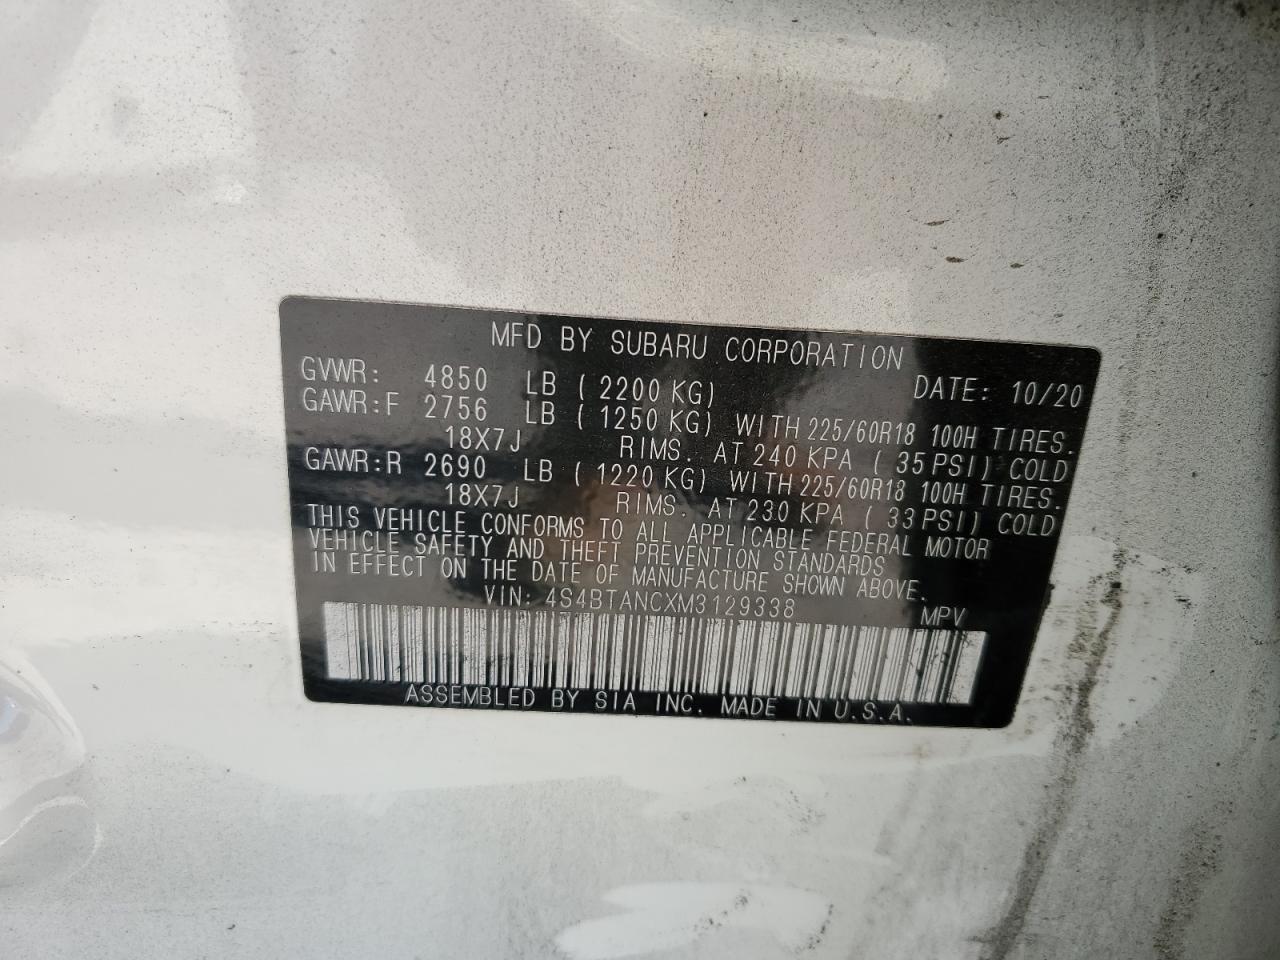 MFD BY SUBARU CORPORATION
GVWR: 4850 LB ( 2200 KG) DATE: 10/20
GAWR:F 2756 LB ( 1250 KG) WITH 225/60R18 100H TIRES.
18X7J RIMS. AT 240 KPA ( 35 PSI) COLD
GAWR:R 2690 LB ( 1220 KG) WITH 225/60R18 100H TIRES.
18X7J RIMS. AT 230 KPA ( 33 PSI) COLD
THIS VEHICLE CONFORMS TO ALL APPLICABLE FEDERAL MOTOR
VEHICLE SAFETY AND THEFT PREVENTION STANDARDS
IN EFFECT ON THE DATE OF MANUFACTURE SHOWN ABOVE.
VIN: 4S4BTANCXM3129338 MPV
ASSEMBLED BY SIA INC. MADE IN U.S.A.